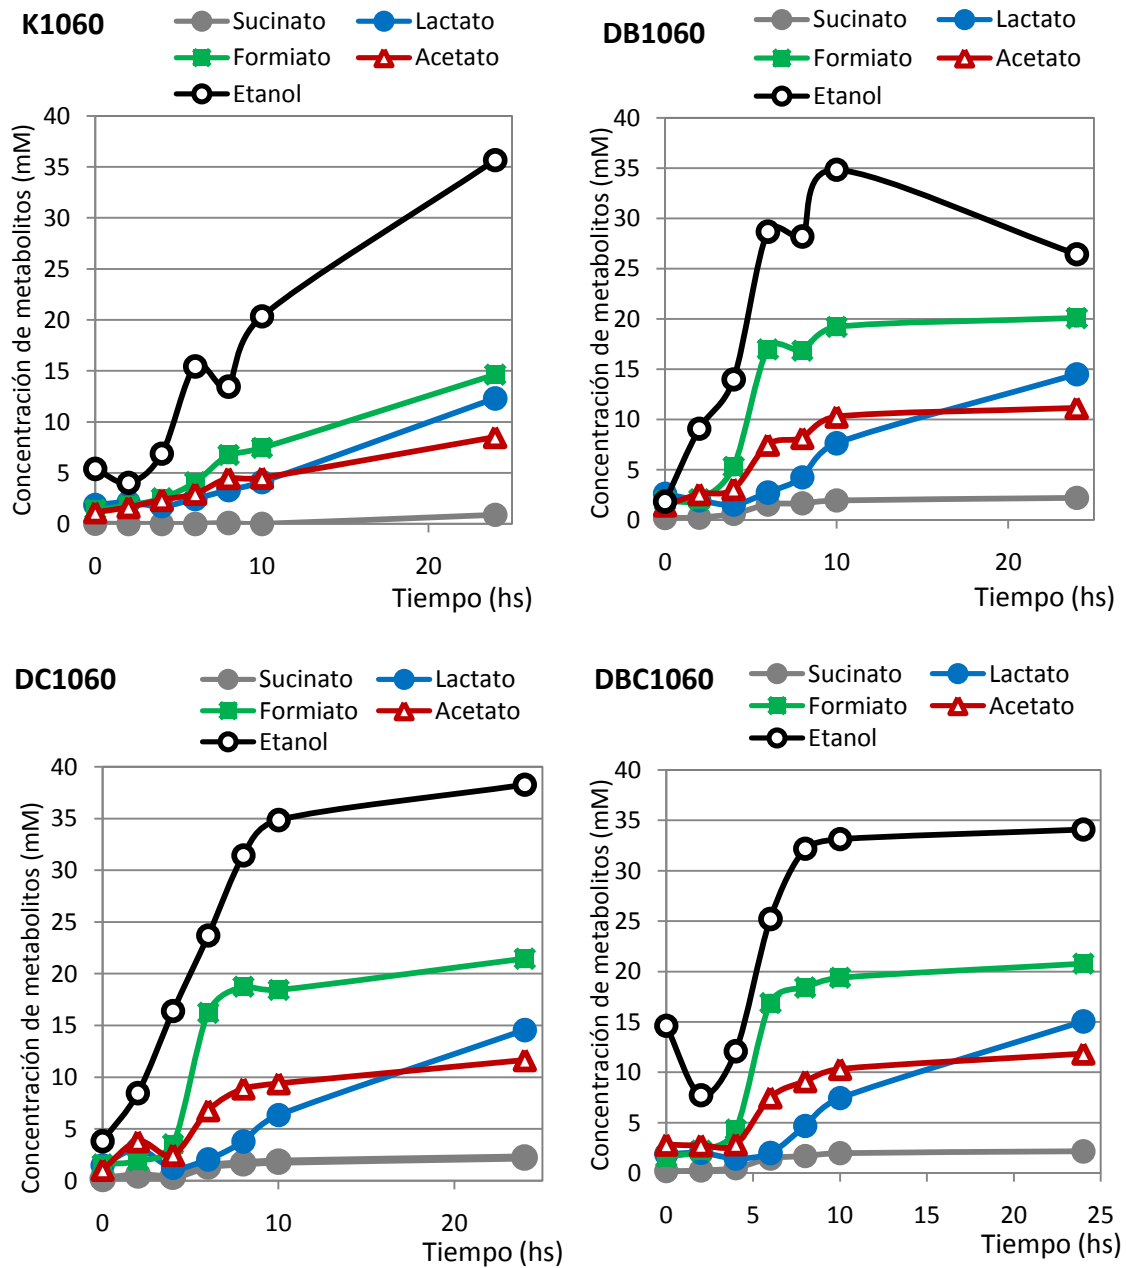 K1060
Sucinato Lactato
Formiato Acetato
Etanol
Concentración de metabolitos (mM)
40
35
30
25
20
15
10
5
0
0 10 20
Tiempo (hs)
DB1060
Sucinato Lactato
Formiato Acetato
Etanol
Concentración de metabolitos (mM)
40
35
30
25
20
15
10
5
0
0 10 20
Tiempo (hs)
DC1060
Sucinato Lactato
Formiato Acetato
Etanol
Concentración de metabolitos (mM)
40
35
30
25
20
15
10
5
0
0 10 20
Tiempo (hs)
DBC1060
Sucinato Lactato
Formiato Acetato
Etanol
Concentración de metabolitos (mM)
40
35
30
25
20
15
10
5
0
0 5 10 15 20 25
Tiempo (hs)